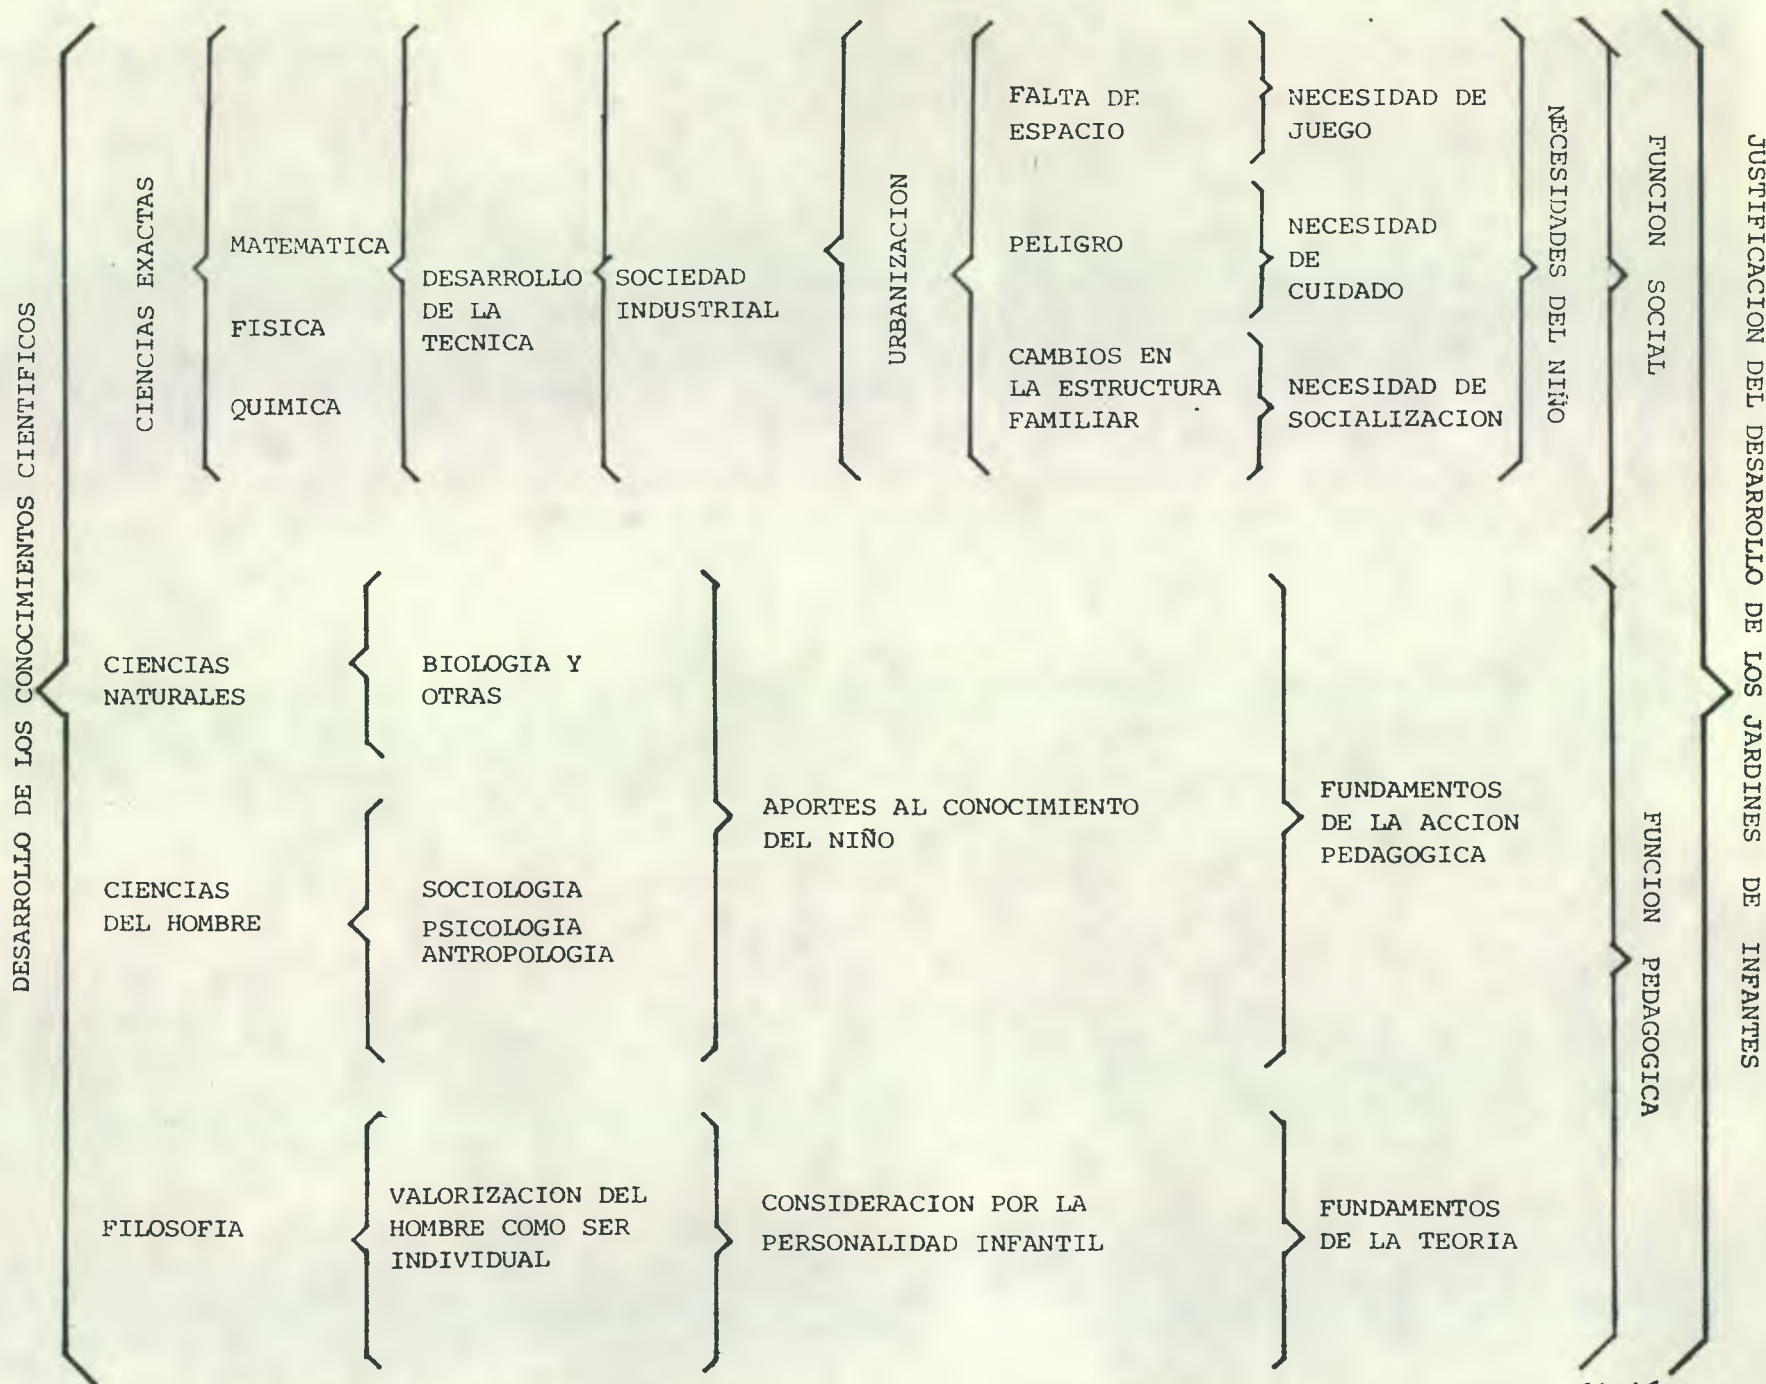 DESARROLLO DE LOS CONOCIMIENTOS CIENTIFICOS
CIENCIAS EXACTAS
MATEMATICA
FISICA
QUIMICA
DESARROLLO
DE LA
TECNICA
SOCIEDAD
INDUSTRIAL
URBANIZACION
FALTA DE
ESPACIO
PELIGRO
CAMBIOS EN
LA ESTRUCTURA
FAMILIAR
NECESIDAD DE
JUEGO
NECESIDAD
DE
CUIDADO
NECESIDAD DE
SOCIALIZACION
NECESIDADES DEL NIÑO
FUNCION SOCIAL
CIENCIAS
NATURALES
BIOLOGIA Y
OTRAS
CIENCIAS
DEL HOMBRE
SOCIOLOGIA
PSICOLOGIA
ANTROPOLOGIA
APORTES AL CONOCIMIENTO
DEL NIÑO
FUNDAMENTOS
DE LA ACCION
PEDAGOGICA
FILOSOFIA
VALORIZACION DEL
HOMBRE COMO SER
INDIVIDUAL
CONSIDERACION POR LA
PERSONALIDAD INFANTIL
FUNDAMENTOS
DE LA TEORIA
FUNCION PEDAGOGICA
JUSTIFICACION DEL DESARROLLO DE LOS JARDINES DE INFANTES